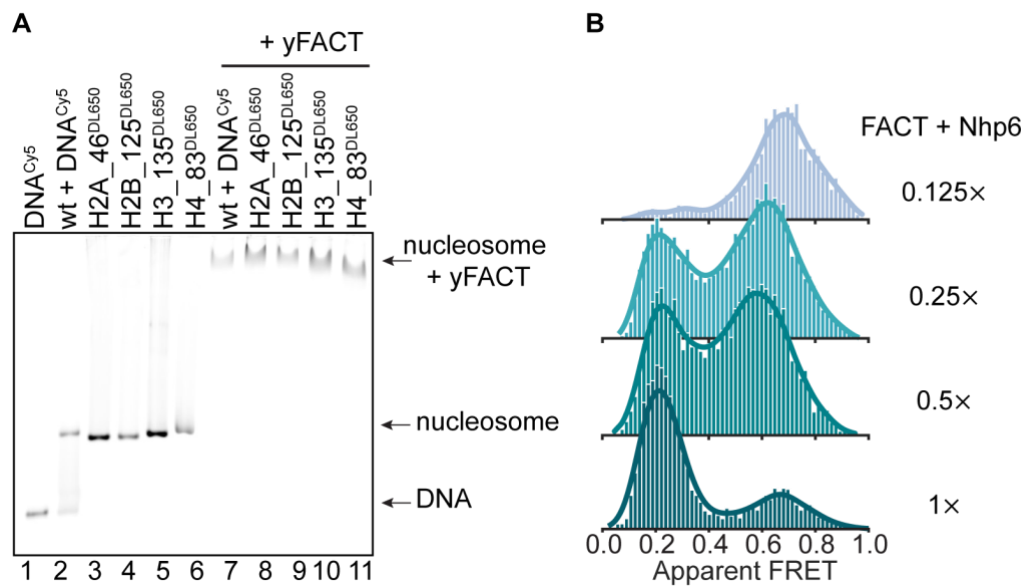 A
+ yFACT
DNA^Cy5
wt + DNA^Cy5
H2A_46^DL650
H2B_125^DL650
H3_135^DL650
H4_83^DL650
wt + DNA^Cy5
H2A_46^DL650
H2B_125^DL650
H3_135^DL650
H4_83^DL650
nucleosome
+ yFACT
nucleosome
DNA
1 2 3 4 5 6 7 8 9 10 11
B
FACT + Nhp6
0.125×
0.25×
0.5×
1×
0.0 0.2 0.4 0.6 0.8 1.0
Apparent FRET